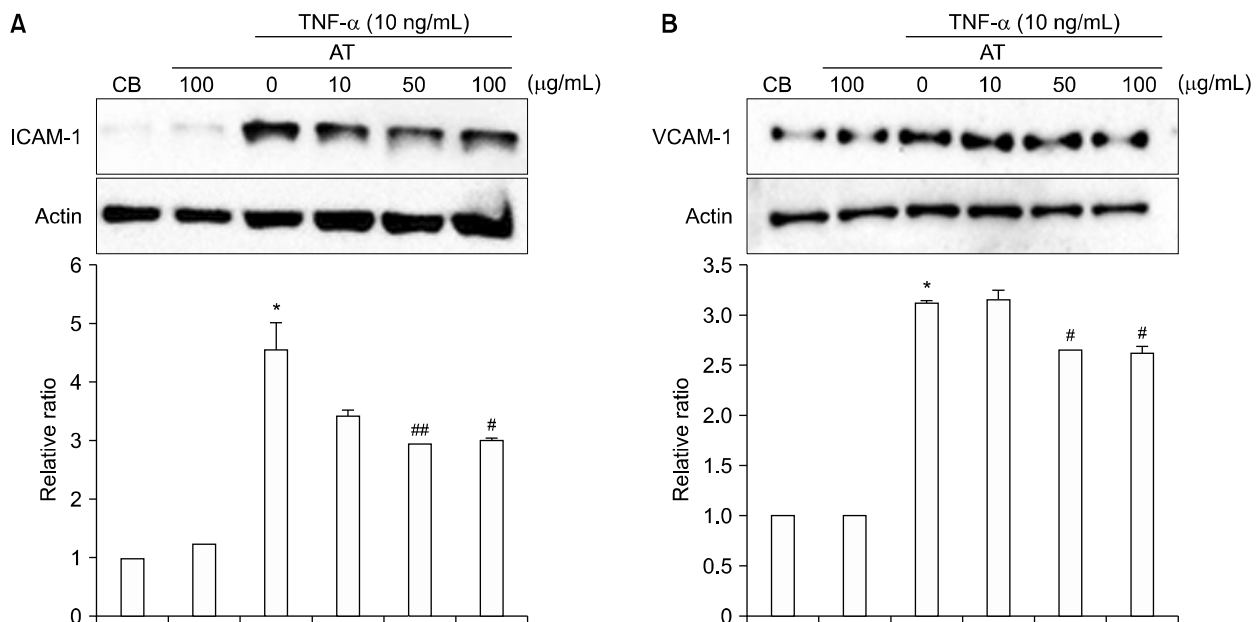 A
TNF-α (10 ng/mL)
AT
CB 100 0 10 50 100 (μg/mL)
ICAM-1
Actin
6
5
4
3
2
1
0
Relative ratio
*
##
#
B
TNF-α (10 ng/mL)
AT
CB 100 0 10 50 100 (μg/mL)
VCAM-1
Actin
3.5
3.0
2.5
2.0
1.5
1.0
0.5
0.0
Relative ratio
*
#
#